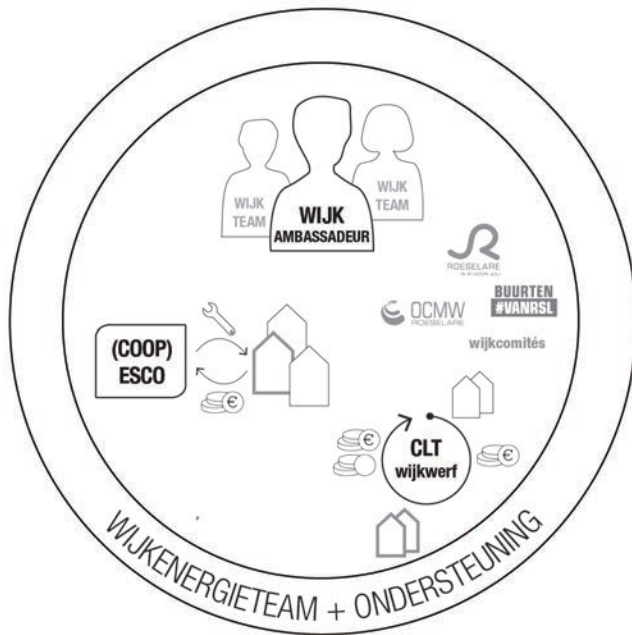 WIJK
TEAM
WIJK
TEAM
WIJK
AMBASSADEUR
ROESELARE
OCMW
ROESELARE
BUURTEN
#VANRSL
wijkcomités
(COOP)
ESCO
€
€
CLT
wijkwerf
€
WIJKENERGIETEAM + ONDERSTEUNING